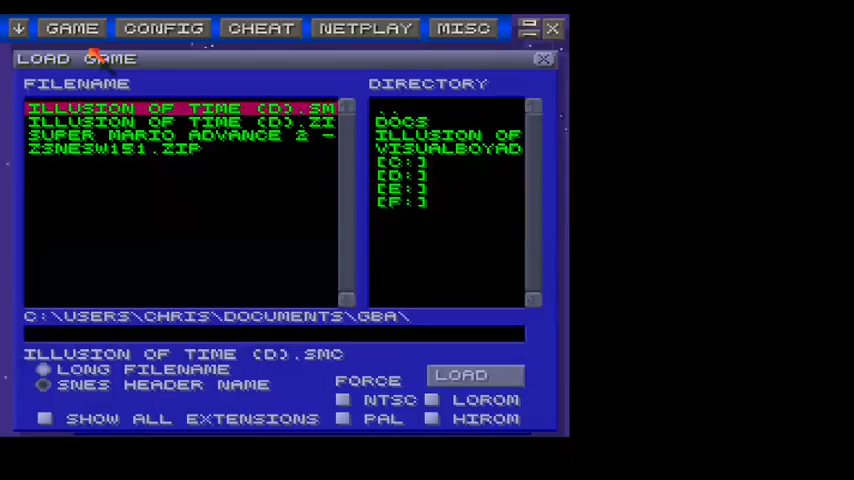 GAME CONFIG CHEAT NETPLAY MISC
LOAD GAME
FILENAME DIRECTORY
ILLUSION OF TIME (D).SM
ILLUSION OF TIME (D).ZI
SUPER MARIO ADVANCE 2 -
ZSNESW151.ZIP
..
DOCS
ILLUSION OF
VISUALBOYAD
[C:]
[D:]
[E:]
[F:]
C:\USERS\CHRIS\DOCUMENTS\GBA\
ILLUSION OF TIME (D).SMC
LONG FILENAME
SNES HEADER NAME
SHOW ALL EXTENSIONS
FORCE
LOAD
NTSC LOROM
PAL HIROM